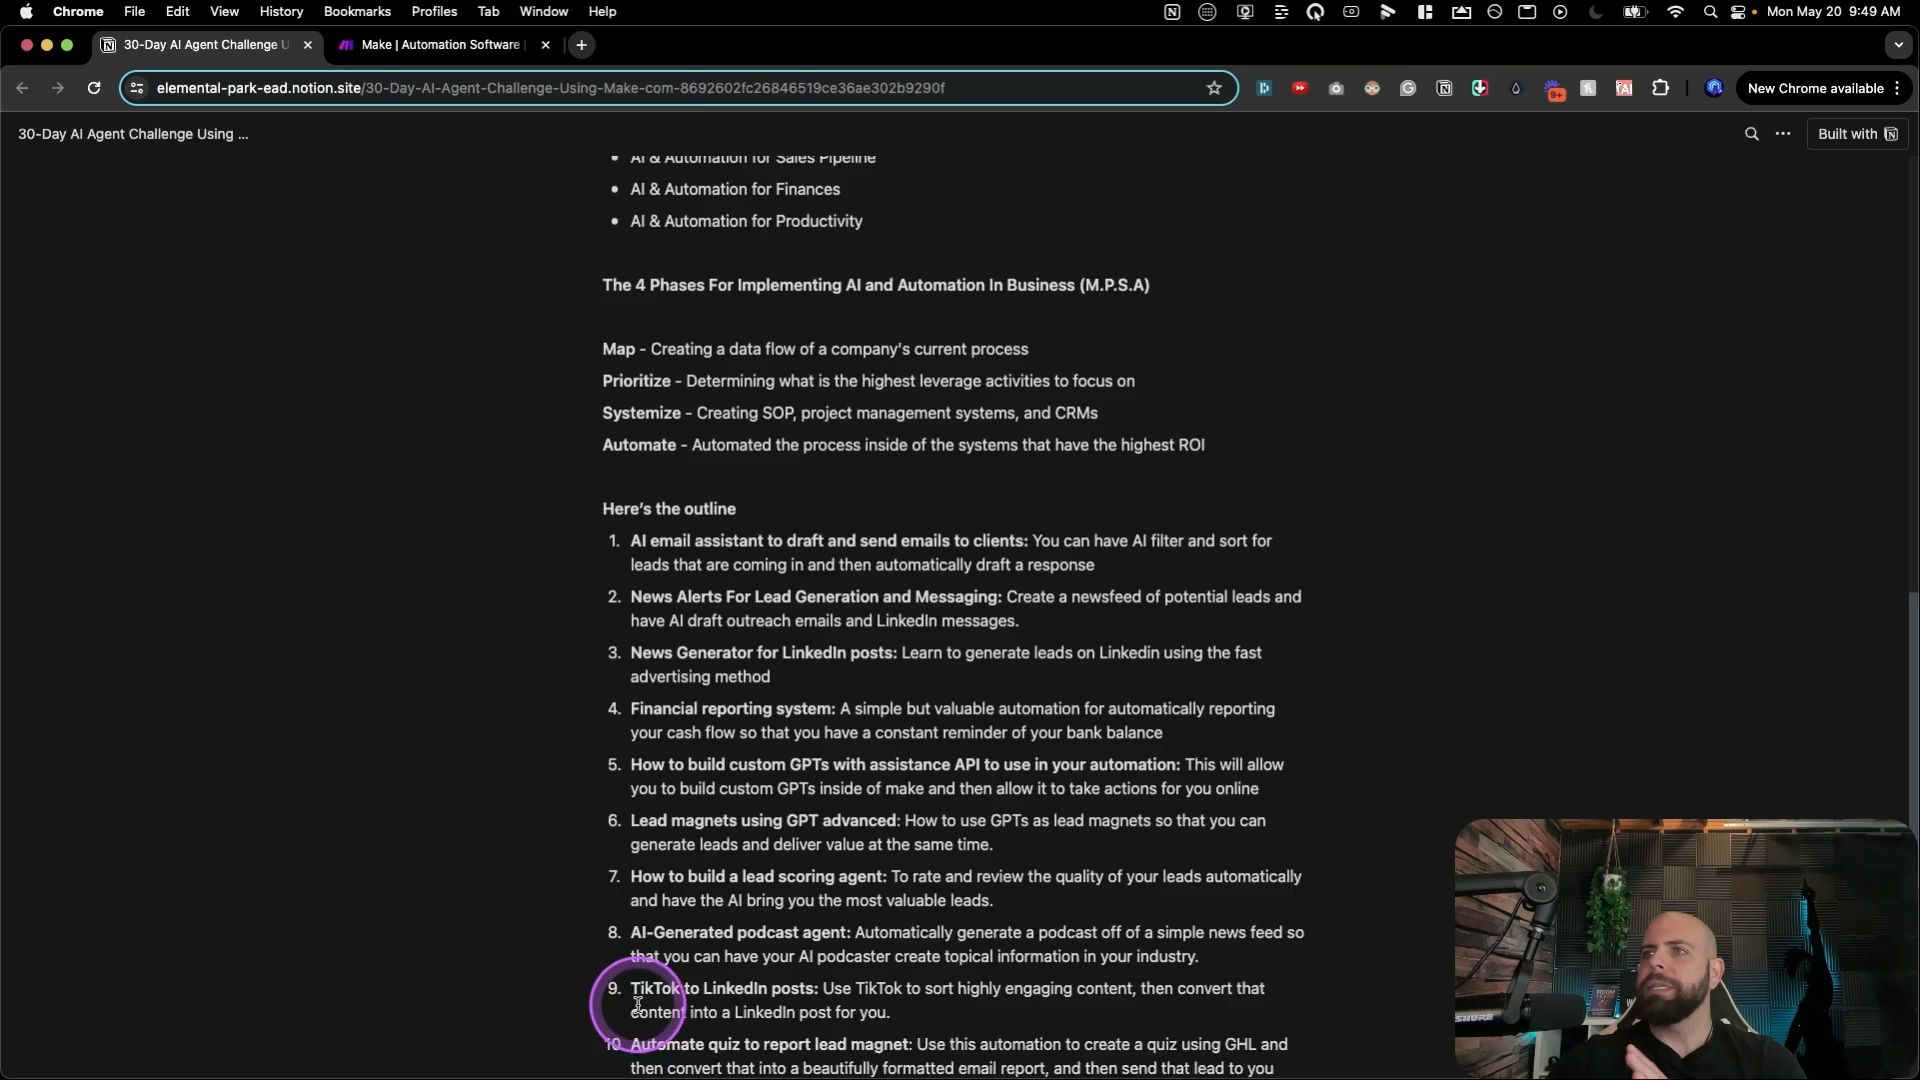 Chrome File Edit View History Bookmarks Profiles Tab Window Help Mon May 20 9:49 AM
30-Day AI Agent Challenge U Make | Automation Software
elemental-park-ead.notion.site/30-Day-AI-Agent-Challenge-Using-Make-com-8692602fc26846519ce36ae302b9290f 9+ New Chrome available
30-Day AI Agent Challenge Using ... Built with
• AI & Automation for Sales Pipeline
• AI & Automation for Finances
• AI & Automation for Productivity
The 4 Phases For Implementing AI and Automation In Business (M.P.S.A)
Map - Creating a data flow of a company's current process
Prioritize - Determining what is the highest leverage activities to focus on
Systemize - Creating SOP, project management systems, and CRMs
Automate - Automated the process inside of the systems that have the highest ROI
Here's the outline
1. AI email assistant to draft and send emails to clients: You can have AI filter and sort for
leads that are coming in and then automatically draft a response
2. News Alerts For Lead Generation and Messaging: Create a newsfeed of potential leads and
have AI draft outreach emails and LinkedIn messages.
3. News Generator for LinkedIn posts: Learn to generate leads on Linkedin using the fast
advertising method
4. Financial reporting system: A simple but valuable automation for automatically reporting
your cash flow so that you have a constant reminder of your bank balance
5. How to build custom GPTs with assistance API to use in your automation: This will allow
you to build custom GPTs inside of make and then allow it to take actions for you online
6. Lead magnets using GPT advanced: How to use GPTs as lead magnets so that you can
generate leads and deliver value at the same time.
7. How to build a lead scoring agent: To rate and review the quality of your leads automatically
and have the AI bring you the most valuable leads.
8. AI-Generated podcast agent: Automatically generate a podcast off of a simple news feed so
that you can have your AI podcaster create topical information in your industry.
9. TikTok to LinkedIn posts: Use TikTok to sort highly engaging content, then convert that
content into a LinkedIn post for you.
10. Automate quiz to report lead magnet: Use this automation to create a quiz using GHL and
then convert that into a beautifully formatted email report, and then send that lead to you
SHURE